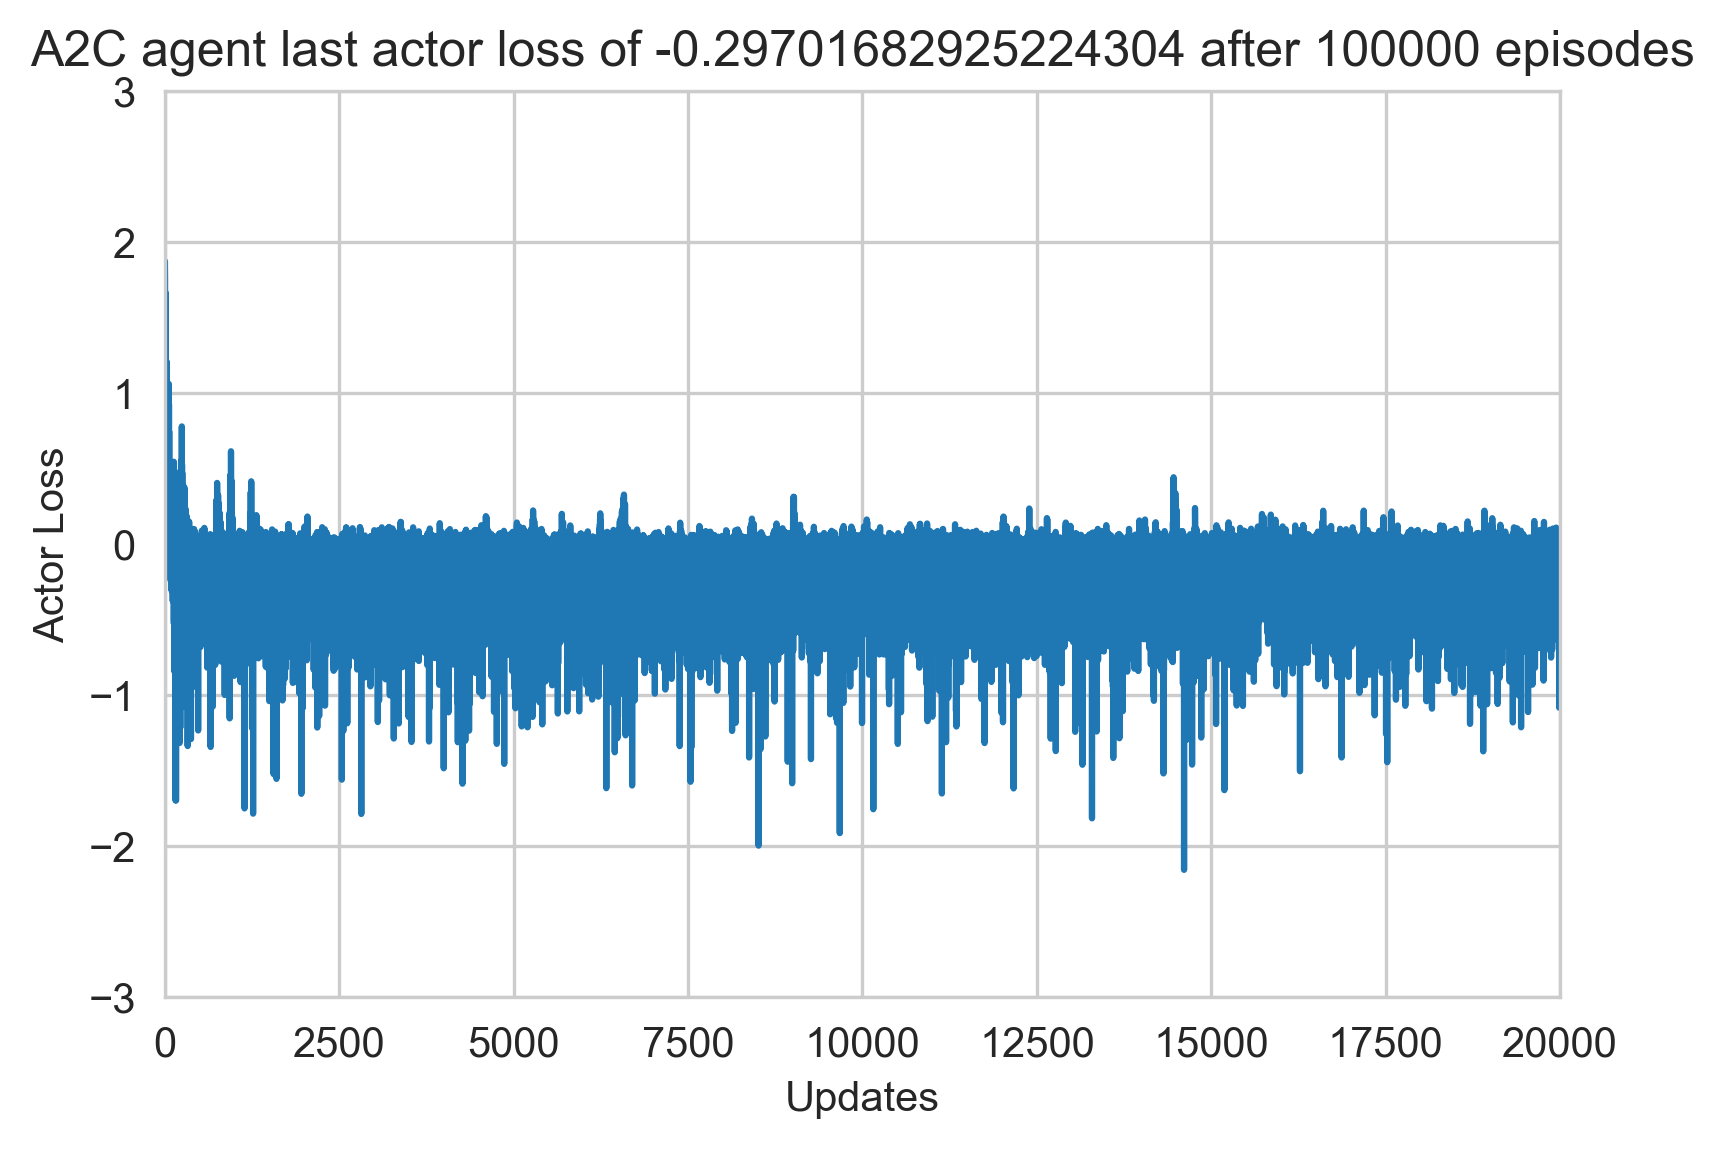 A2C agent last actor loss of -0.29701682925224304 after 100000 episodes
3
2
1
0
−1
−2
−3
Actor Loss
0 2500 5000 7500 10000 12500 15000 17500 20000
Updates